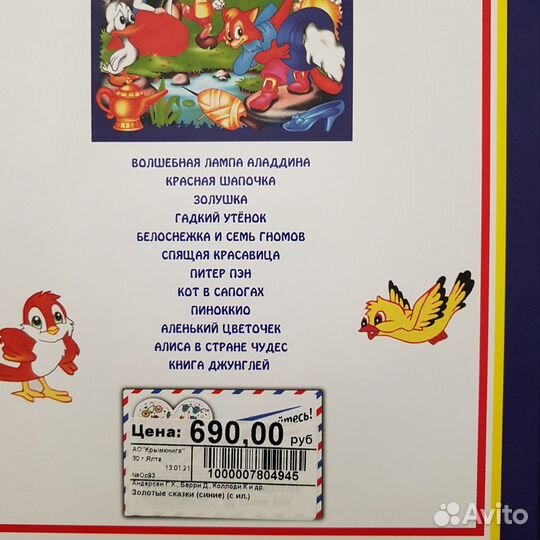 ВОЛШЕБНАЯ ЛАМПА АЛАДДИНА
КРАСНАЯ ШАПОЧКА
ЗОЛУШКА
ГАДКИЙ УТЁНОК
БЕЛОСНЕЖКА И СЕМЬ ГНОМОВ
СПЯЩАЯ КРАСАВИЦА
ПИТЕР ПЭН
КОТ В САПОГАХ
ПИНОККИО
АЛЕНЬКИЙ ЦВЕТОЧЕК
АЛИСА В СТРАНЕ ЧУДЕС
КНИГА ДЖУНГЛЕЙ
Цена: 690,00 руб
АО"Крымкнига"
30 г.Ялта
13.01.21
№Ос93
1000007804945
Андерсен Г.Х., Барри Д., Коллоди К и др.
Золотые сказки (синие) (с ил.)
Avito